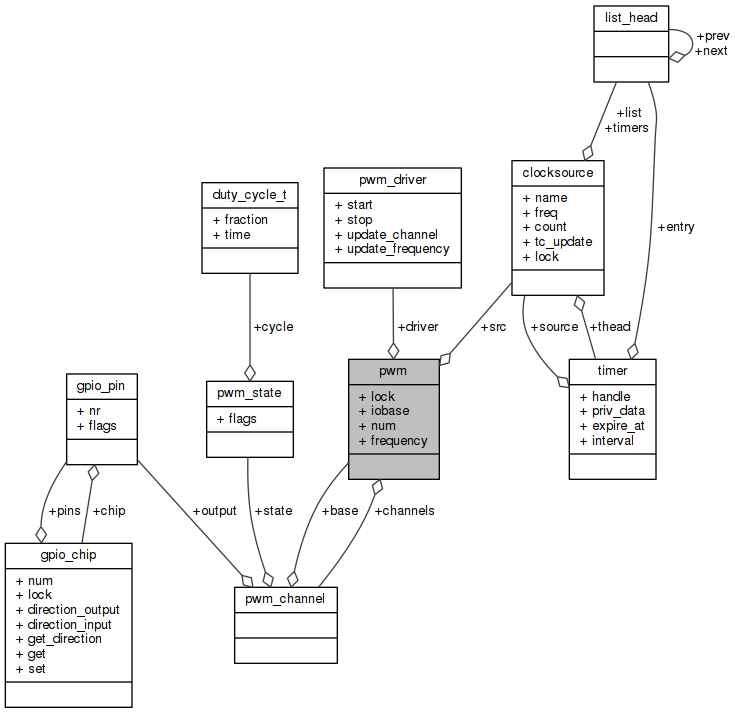 list_head
+prev
+next
+list
+timers
clocksource
+ name
+ freq
+ count
+ tc_update
+ lock
pwm_driver
+ start
+ stop
+ update_channel
+ update_frequency
duty_cycle_t
+ fraction
+ time
+entry
+cycle
+driver
+src
+source
+thead
pwm
+ lock
+ iobase
+ num
+ frequency
timer
+ handle
+ priv_data
+ expire_at
+ interval
gpio_pin
+ nr
+ flags
pwm_state
+ flags
+pins
+chip
+output
+state
+base
+channels
gpio_chip
+ num
+ lock
+ direction_output
+ direction_input
+ get_direction
+ get
+ set
pwm_channel